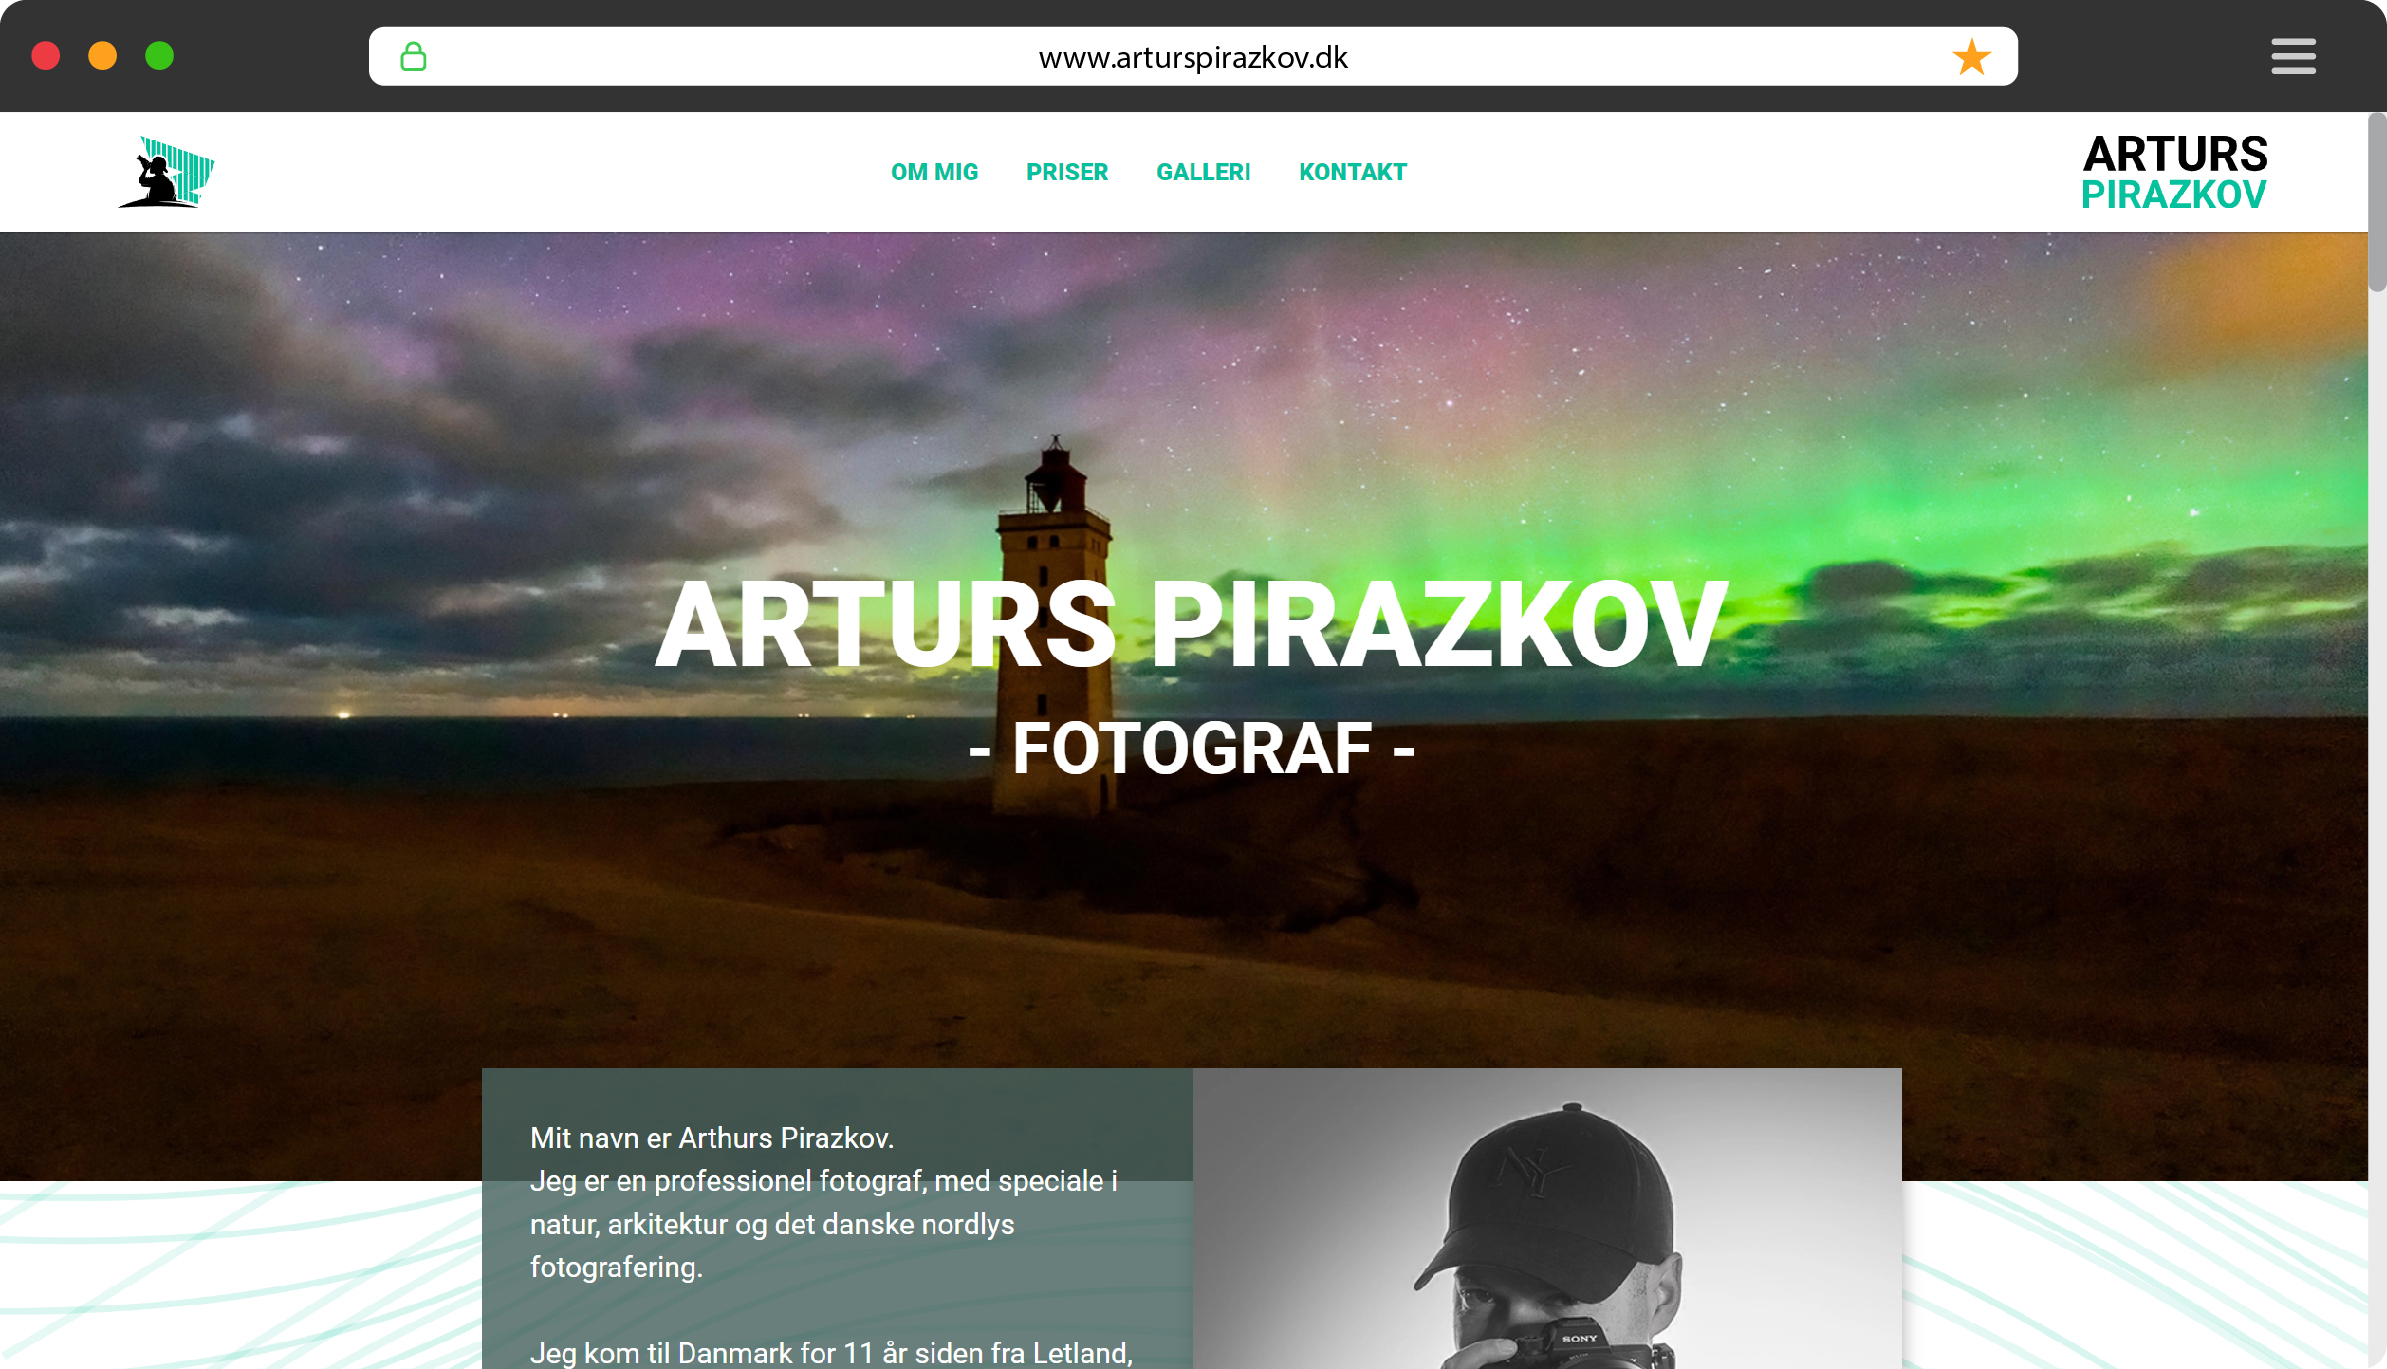 www.arturspirazkov.dk
OM MIG PRISER GALLERI KONTAKT
ARTURS
PIRAZKOV
ARTURS PIRAZKOV
- FOTOGRAF -
Mit navn er Arthurs Pirazkov.
Jeg er en professionel fotograf, med speciale i
natur, arkitektur og det danske nordlys
fotografering.
Jeg kom til Danmark for 11 år siden fra Letland,
NY
SONY